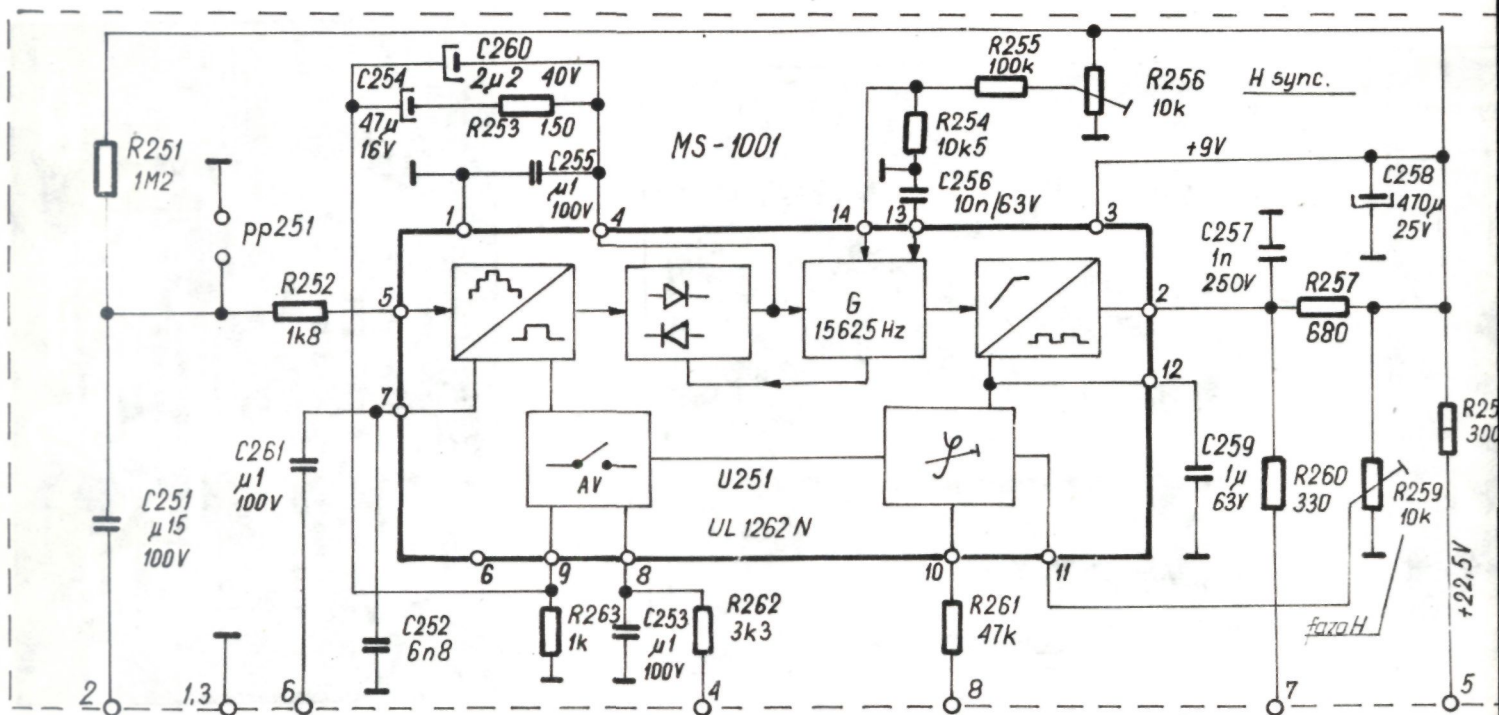 C260
2µ2 40V
C254
47µ
16V
R253 150
R255
100k
R256
10k
H sync.
R251
1M2
MS-1001
R254
10k5
+9V
C255
µ1
100V
C256
10n/63V
C258
470µ
25V
pp251
1
4
14
13
3
C257
1n
250V
R252
1k8
5
G
15625 Hz
2
R257
680
12
7
C261
µ1
100V
C251
µ15
100V
AV
U251
φ
C259
1µ
63V
R260
330
R259
10k
R25
300
UL 1262 N
6
9
8
10
11
+22,5V
C252
6n8
R263
1k
C253
µ1
100V
R262
3k3
R261
47k
faza H
2
1,3
6
4
8
7
5